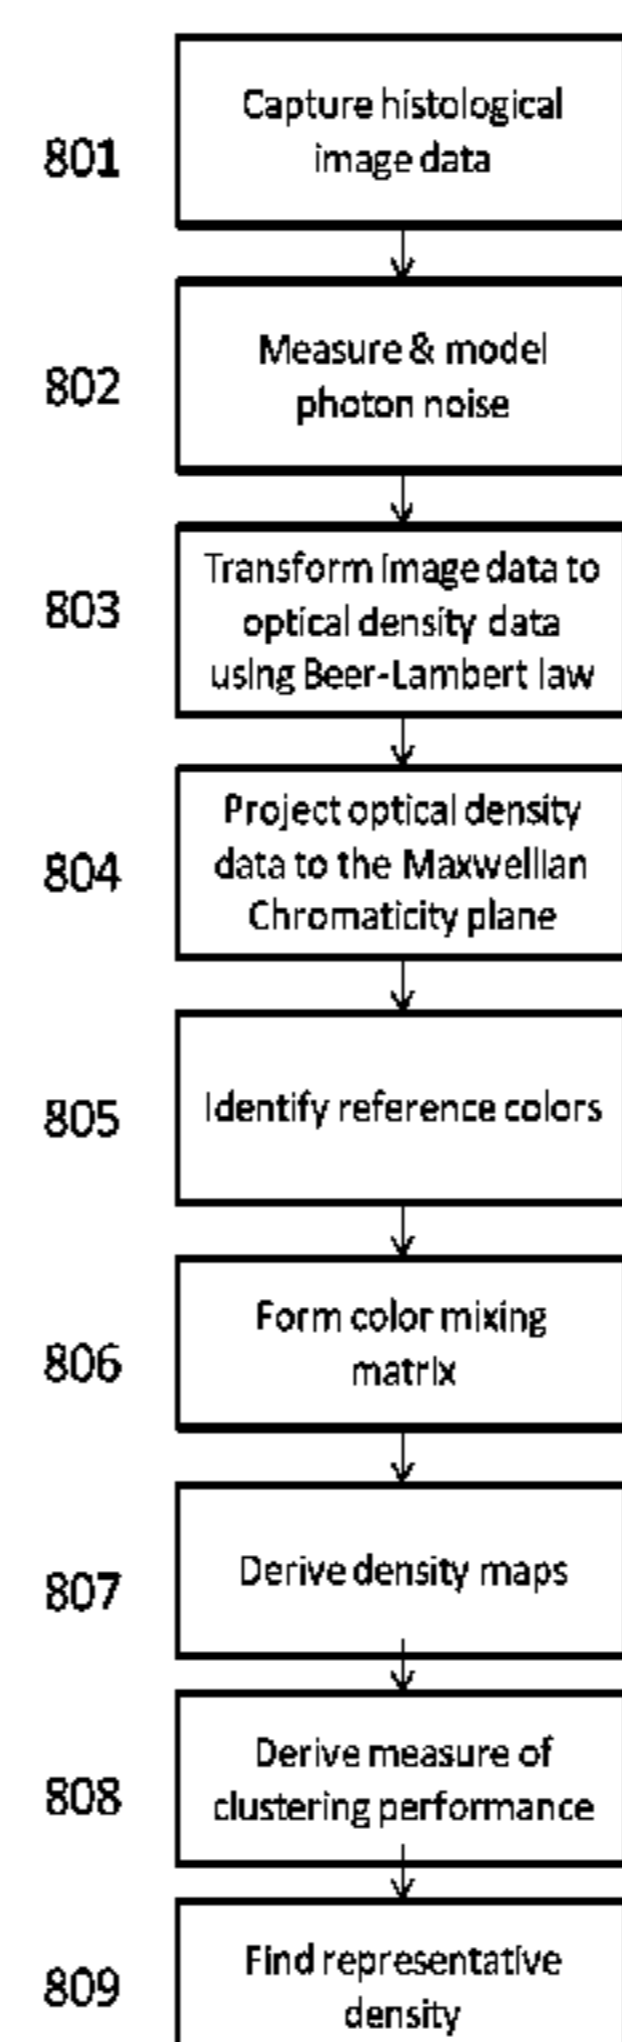 801
Capture histological
image data
802
Measure & model
photon noise
803
Transform image data to
optical density data
using Beer-Lambert law
804
Project optical density
data to the Maxwellian
Chromaticity plane
805
Identify reference colors
806
Form color mixing
matrix
807
Derive density maps
808
Derive measure of
clustering performance
809
Find representative
density